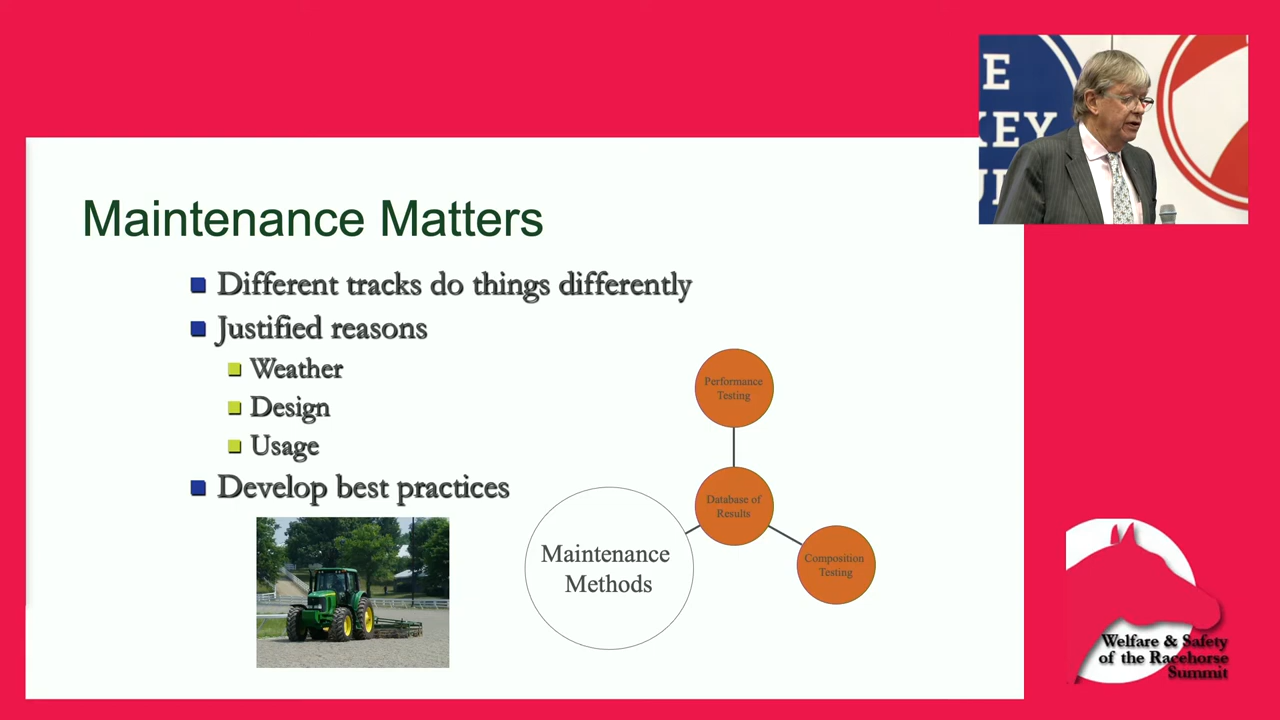 Maintenance Matters
Different tracks do things differently
Justified reasons
Weather
Design
Usage
Develop best practices
Performance
Testing
Database of
Results
Maintenance
Methods
Composition
Testing
Welfare & Safety
of the Racehorse
Summit